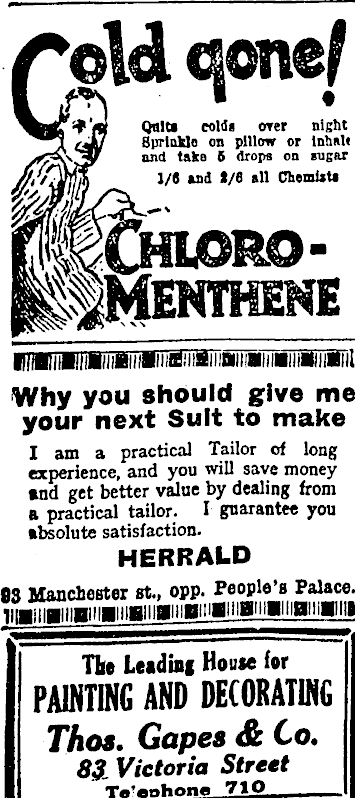 Cold gone!
Quits colds over night
Sprinkle on pillow or inhale
and take 5 drops on sugar
1/6 and 2/6 all Chemists
CHLORO-
MENTHENE
Why you should give me
your next Suit to make
I am a practical Tailor of long
experience, and you will save money
and get better value by dealing from
a practical tailor. I guarantee you
absolute satisfaction.
HERRALD
93 Manchester st., opp. People's Palace.
The Leading House for
PAINTING AND DECORATING
Thos. Gapes & Co.
83 Victoria Street
Telephone 710